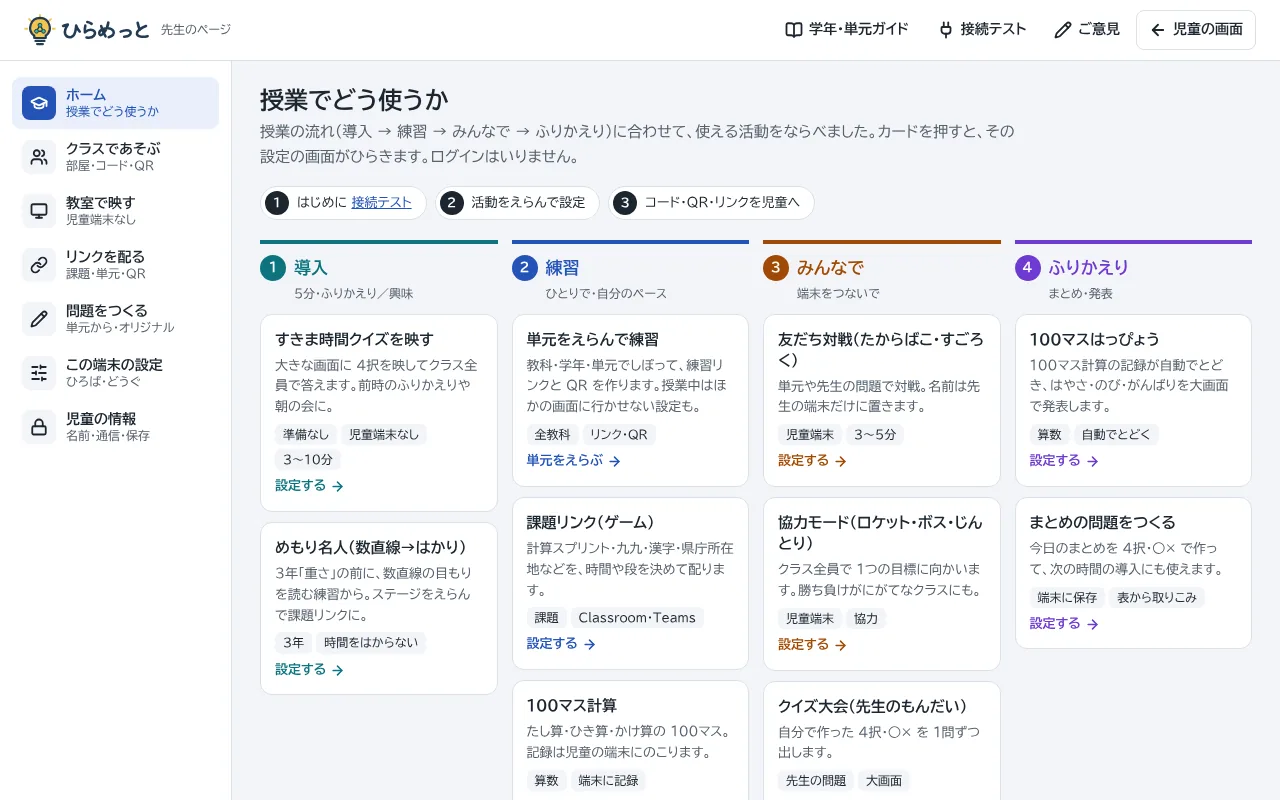 ひらめっと 先生のページ
学年・単元ガイド
接続テスト
ご意見
児童の画面
ホーム
授業でどう使うか
クラスであそぶ
部屋・コード・QR
教室で映す
児童端末なし
リンクを配る
課題・単元・QR
問題をつくる
単元から・オリジナル
この端末の設定
ひろば・どうぐ
児童の情報
名前・通信・保存
授業でどう使うか
授業の流れ(導入 → 練習 → みんなで → ふりかえり)に合わせて、使える活動をならべました。カードを押すと、その
設定の画面がひらきます。ログインはいりません。
1 はじめに 接続テスト
2 活動をえらんで設定
3 コード・QR・リンクを児童へ
1 導入
5分・ふりかえり/興味
すきま時間クイズを映す
大きな画面に 4択を映してクラス全
員で答えます。前時のふりかえりや
朝の会に。
準備なし 児童端末なし
3〜10分
設定する →
めもり名人(数直線→はかり)
3年「重さ」の前に、数直線の目もり
を読む練習から。ステージをえらん
で課題リンクに。
3年 時間をはからない
設定する →
2 練習
ひとりで・自分のペース
単元をえらんで練習
教科・学年・単元でしぼって、練習リ
ンクと QR を作ります。授業中はほ
かの画面に行かせない設定も。
全教科 リンク・QR
単元をえらぶ →
課題リンク(ゲーム)
計算スプリント・九九・漢字・県庁所在
地などを、時間や段を決めて配りま
す。
課題 Classroom・Teams
設定する →
100マス計算
たし算・ひき算・かけ算の 100マス。
記録は児童の端末にのこります。
算数 端末に記録
3 みんなで
端末をつないで
友だち対戦(たからばこ・すごろ
く)
単元や先生の問題で対戦。名前は先
生の端末だけに置きます。
児童端末 3〜5分
設定する →
協力モード(ロケット・ボス・じん
とり)
クラス全員で 1つの目標に向かいま
す。勝ち負けがにがてなクラスにも。
児童端末 協力
設定する →
クイズ大会(先生のもんだい)
自分で作った 4択・〇× を 1問ずつ
出します。
先生の問題 大画面
4 ふりかえり
まとめ・発表
100マスはっぴょう
100マス計算の記録が自動でとど
き、はやさ・のび・がんばりを大画面
で発表します。
算数 自動でとどく
設定する →
まとめの問題をつくる
今日のまとめを 4択・〇× で作っ
て、次の時間の導入にも使えます。
端末に保存 表から取りこみ
設定する →